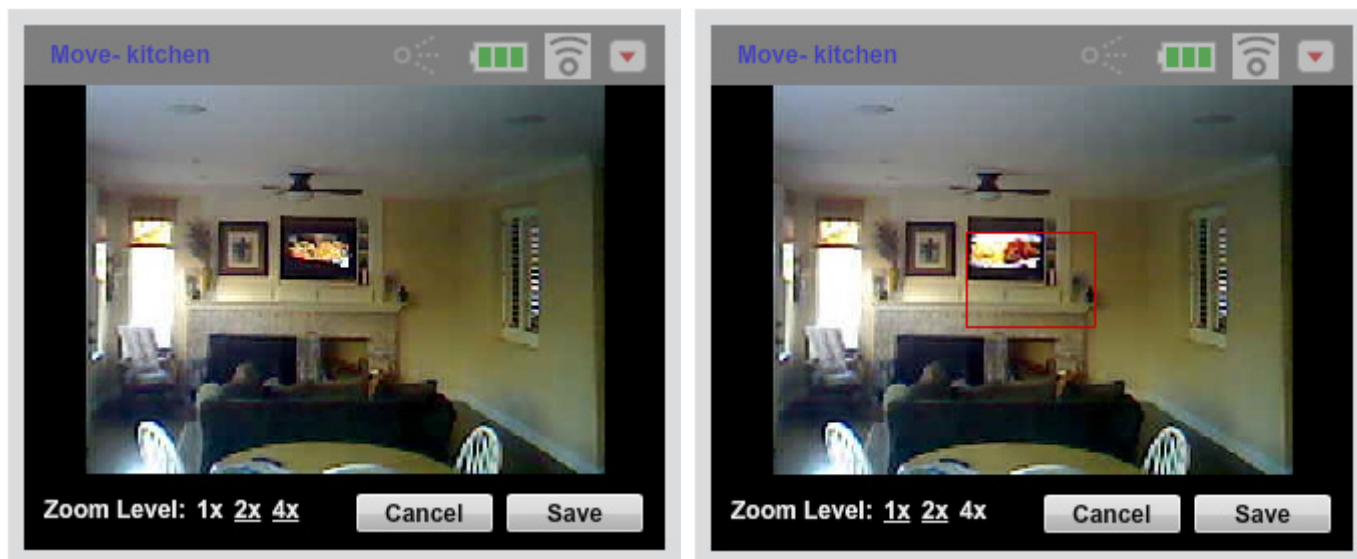 Move- kitchen
Zoom Level: 1x 2x 4x
Cancel
Save
Move- kitchen
Zoom Level: 1x 2x 4x
Cancel
Save